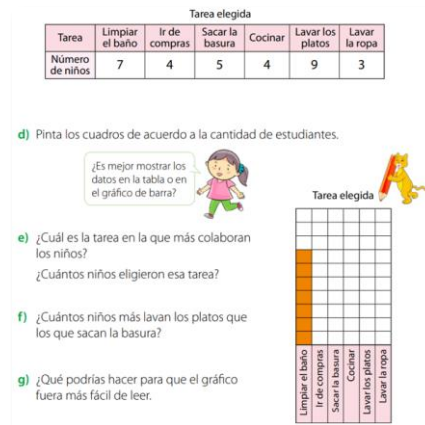 Tarea elegida
Tarea Limpiar el baño Ir de compras Sacar la basura Cocinar Lavar los platos Lavar la ropa
Número de niños 7 4 5 4 9 3
d) Pinta los cuadros de acuerdo a la cantidad de estudiantes.
¿Es mejor mostrar los
datos en la tabla o en
el gráfico de barra?
Tarea elegida
e) ¿Cuál es la tarea en la que más colaboran
los niños?
¿Cuántos niños eligieron esa tarea?
f) ¿Cuántos niños más lavan los platos que
los que sacan la basura?
g) ¿Qué podrías hacer para que el gráfico
fuera más fácil de leer.
Limpiar el baño
Ir de compras
Sacar la basura
Cocinar
Lavar los platos
Lavar la ropa